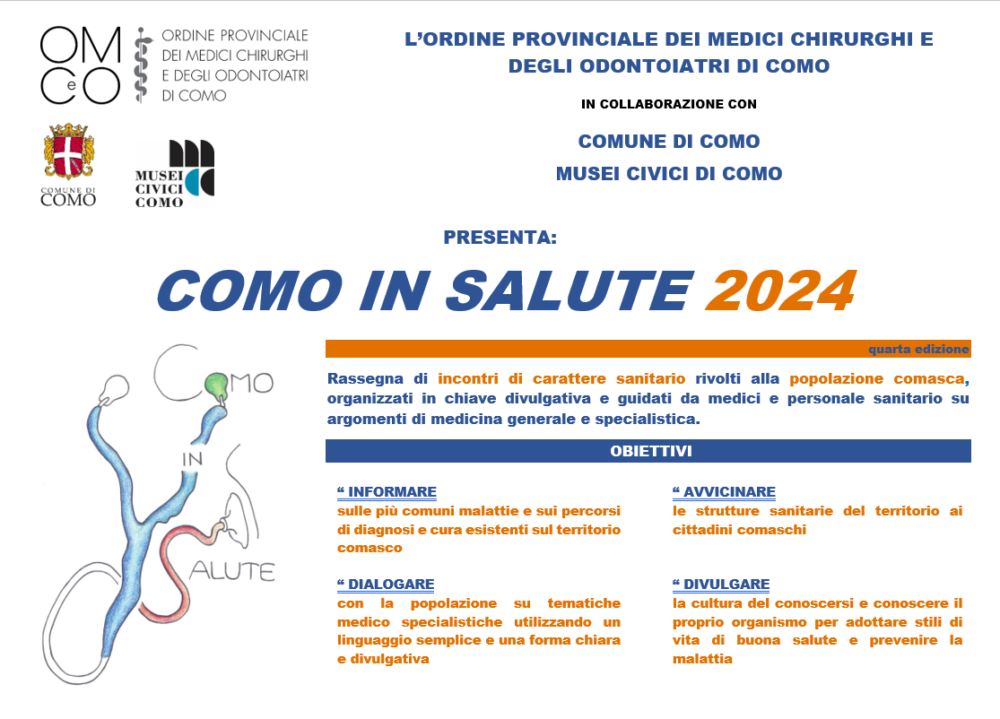 OM
CeO
ORDINE PROVINCIALE
DEI MEDICI CHIRURGHI
E DEGLI ODONTOIATRI
DI COMO
COMUNE DI
COMO
MUSEI
CIVICI
COMO
L’ORDINE PROVINCIALE DEI MEDICI CHIRURGHI E
DEGLI ODONTOIATRI DI COMO
IN COLLABORAZIONE CON
COMUNE DI COMO
MUSEI CIVICI DI COMO
PRESENTA:
COMO IN SALUTE 2024
COMO
IN
SALUTE
quarta edizione
Rassegna di incontri di carattere sanitario rivolti alla popolazione comasca,
organizzati in chiave divulgativa e guidati da medici e personale sanitario su
argomenti di medicina generale e specialistica.
OBIETTIVI
“ INFORMARE
sulle più comuni malattie e sui percorsi
di diagnosi e cura esistenti sul territorio
comasco
“ AVVICINARE
le strutture sanitarie del territorio ai
cittadini comaschi
“ DIALOGARE
con la popolazione su tematiche
medico specialistiche utilizzando un
linguaggio semplice e una forma chiara
e divulgativa
“ DIVULGARE
la cultura del conoscersi e conoscere il
proprio organismo per adottare stili di
vita di buona salute e prevenire la
malattia